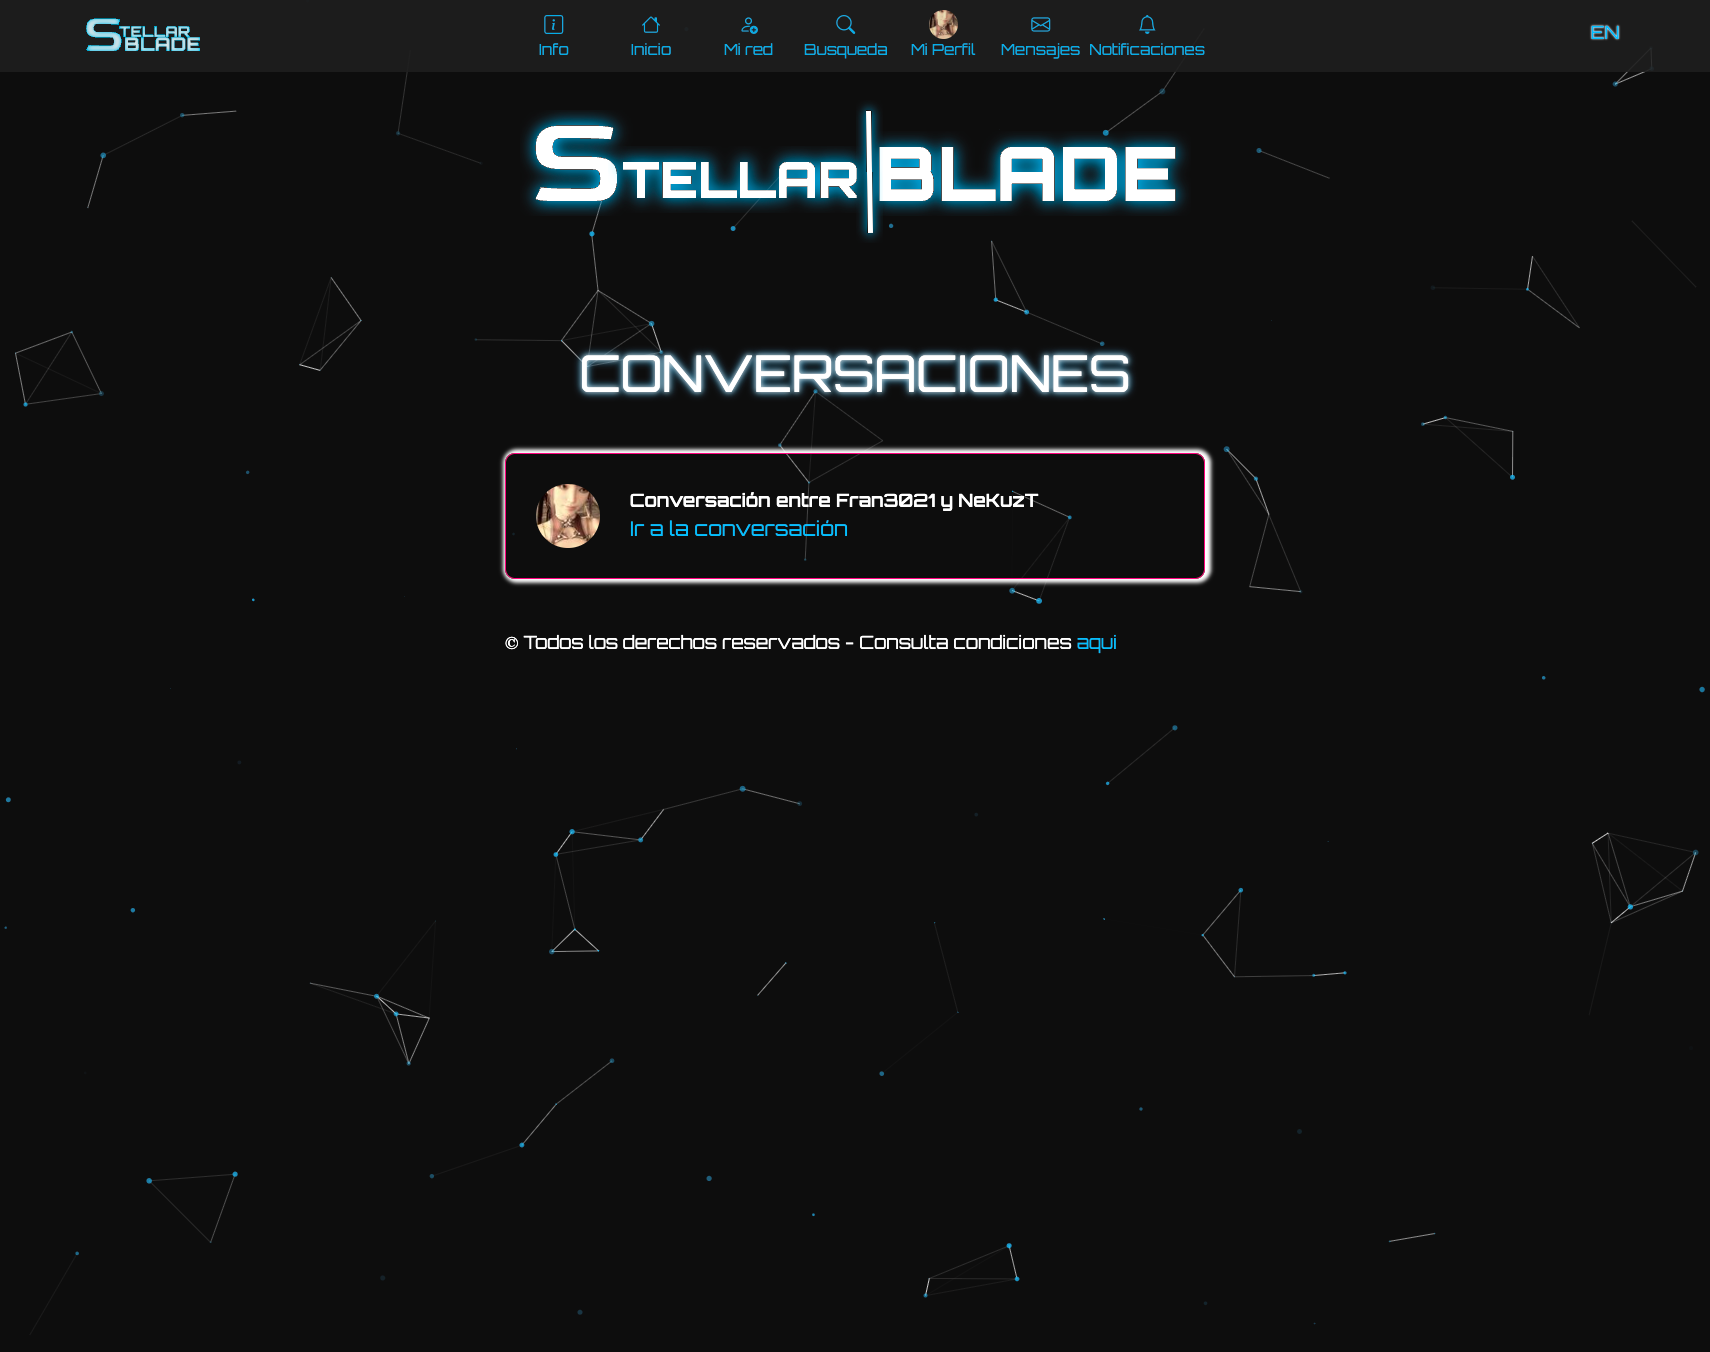 STELLAR
BLADE
Info
Inicio
Mi red
Busqueda
Mi Perfil
Mensajes
Notificaciones
EN
STELLAR BLADE
CONVERSACIONES
Conversación entre Fran3021 y NeKuzT
Ir a la conversación
© Todos los derechos reservados - Consulta condiciones aqui